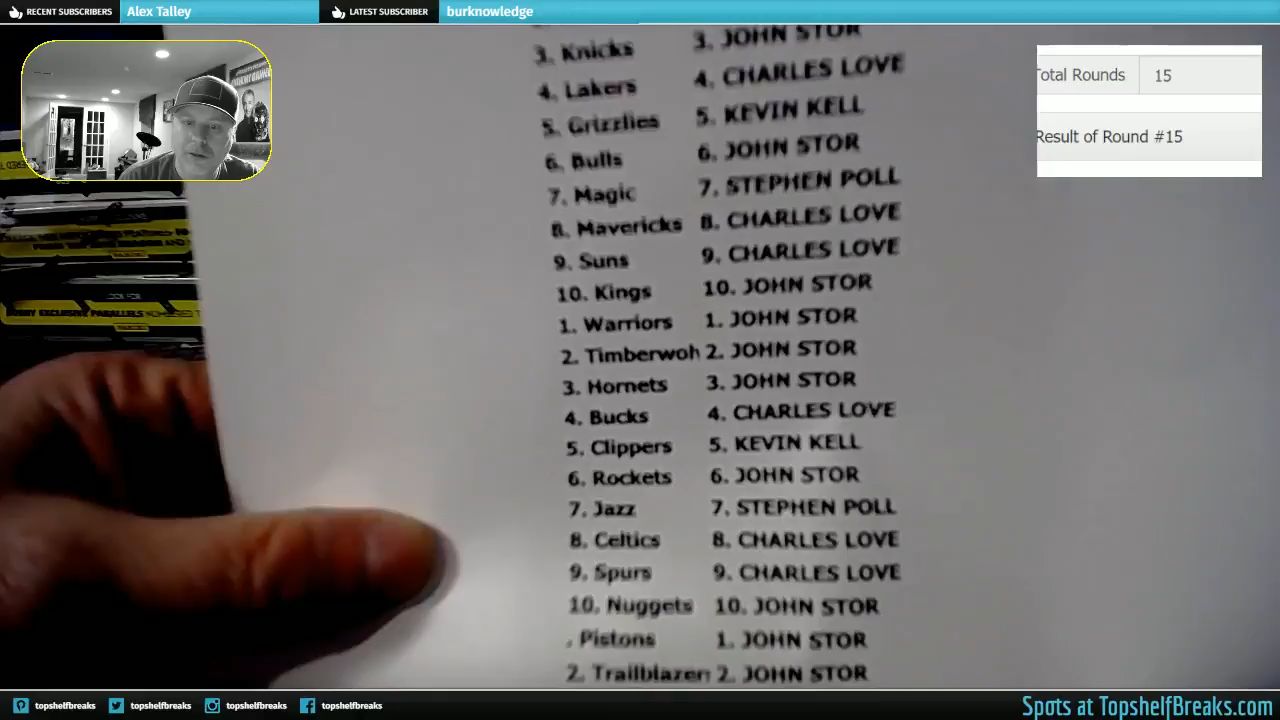 RECENT SUBSCRIBERS Alex Talley LATEST SUBSCRIBER burknowledge
3. Knicks 3. JOHN STOR
4. Lakers 4. CHARLES LOVE
5. Grizzlies 5. KEVIN KELL
6. Bulls 6. JOHN STOR
7. Magic 7. STEPHEN POLL
8. Mavericks 8. CHARLES LOVE
9. Suns 9. CHARLES LOVE
10. Kings 10. JOHN STOR
1. Warriors 1. JOHN STOR
2. Timberwolv 2. JOHN STOR
3. Hornets 3. JOHN STOR
4. Bucks 4. CHARLES LOVE
5. Clippers 5. KEVIN KELL
6. Rockets 6. JOHN STOR
7. Jazz 7. STEPHEN POLL
8. Celtics 8. CHARLES LOVE
9. Spurs 9. CHARLES LOVE
10. Nuggets 10. JOHN STOR
. Pistons 1. JOHN STOR
2. Trailblazer 2. JOHN STOR
Total Rounds 15
Result of Round #15
topshelfbreaks topshelfbreaks topshelfbreaks topshelfbreaks
Spots at TopshelfBreaks.com